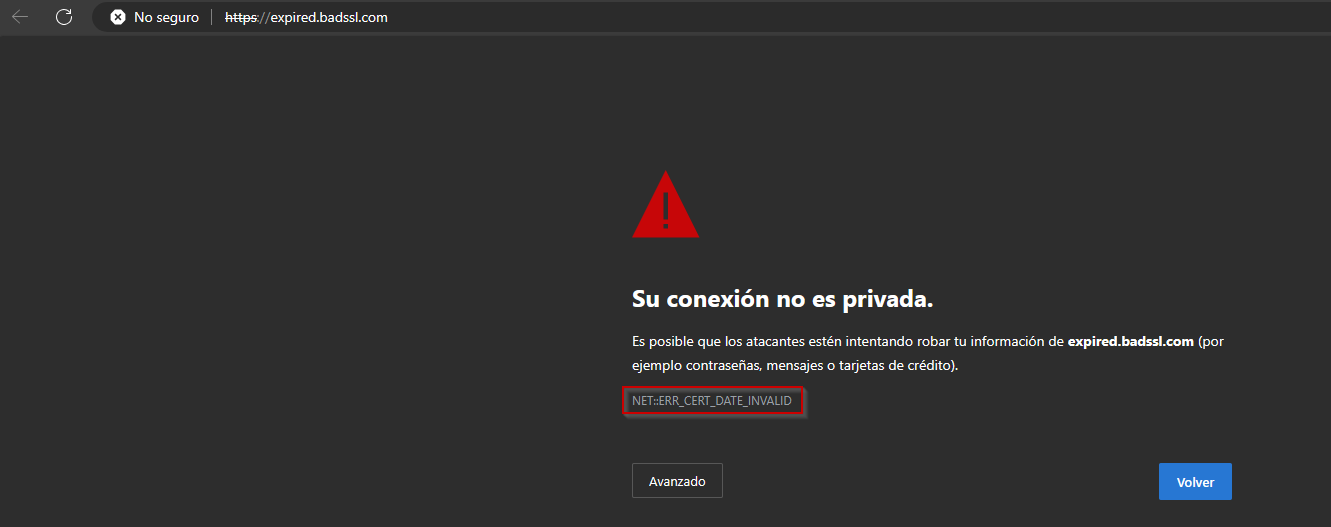 No seguro https://expired.badssl.com
Su conexión no es privada.
Es posible que los atacantes estén intentando robar tu información de expired.badssl.com (por
ejemplo contraseñas, mensajes o tarjetas de crédito).
NET::ERR_CERT_DATE_INVALID
Avanzado Volver